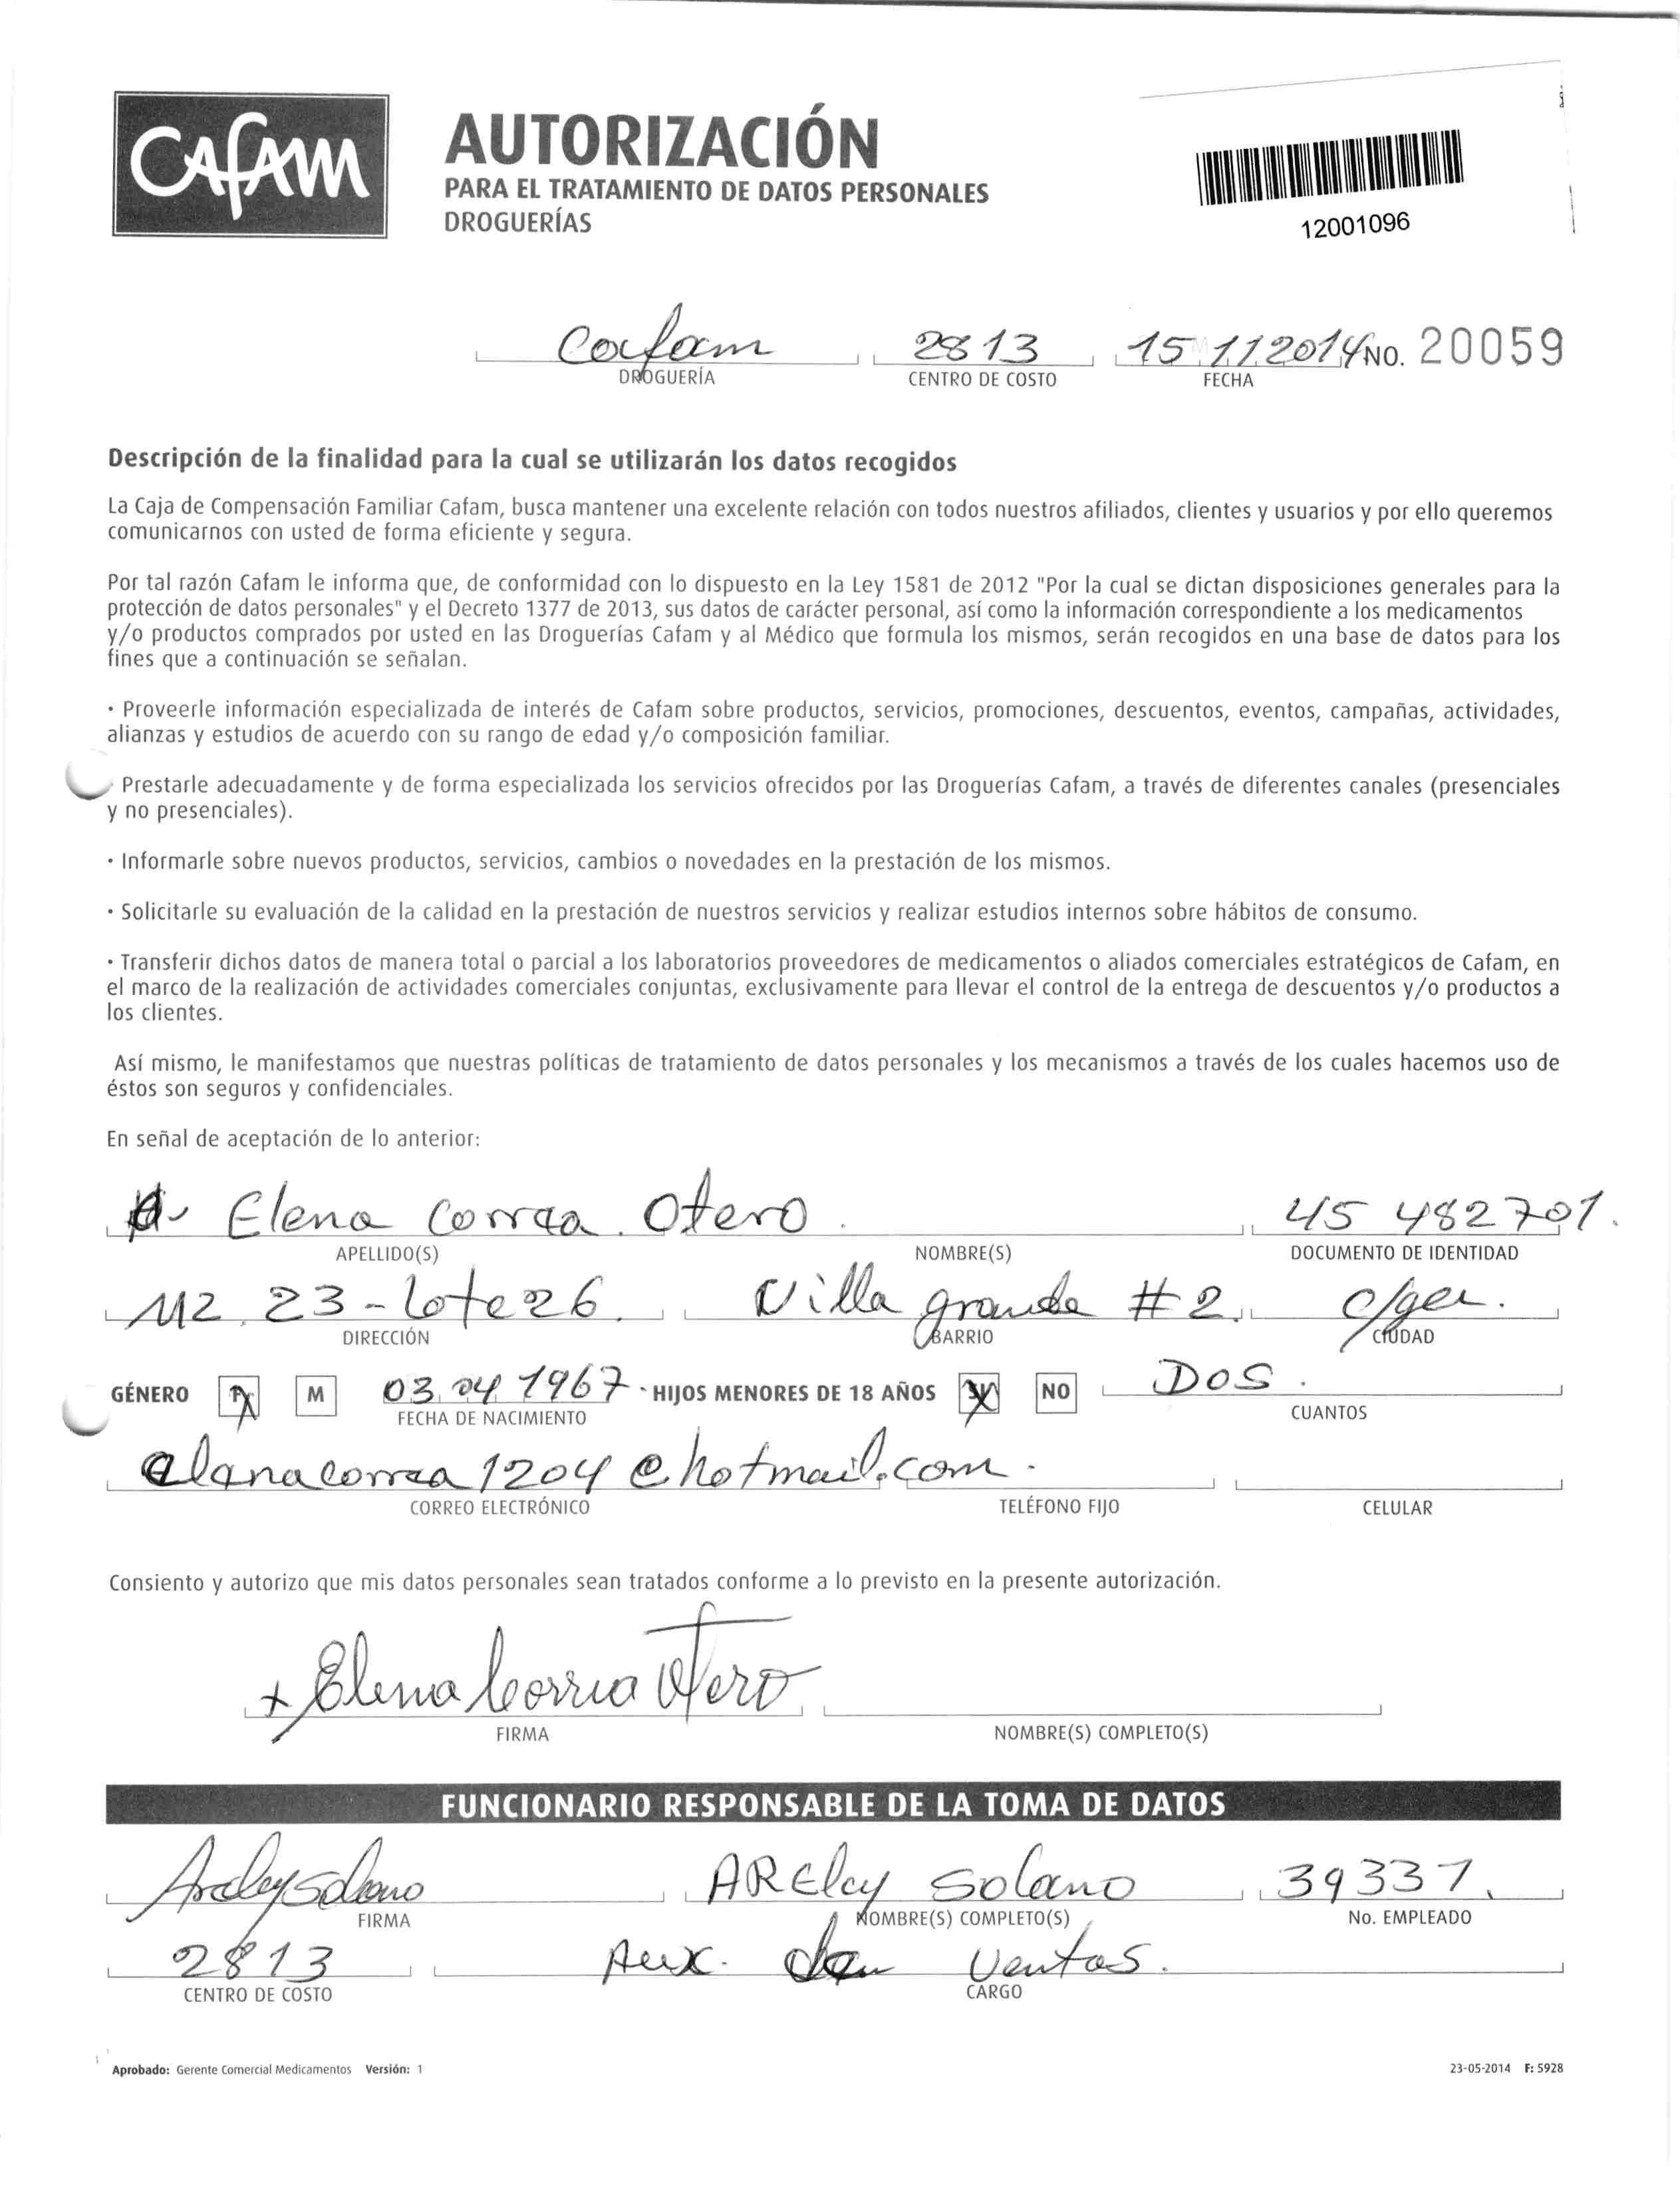 CAFAM
AUTORIZACIÓN
PARA EL TRATAMIENTO DE DATOS PERSONALES
DROGUERÍAS
12001096
Cafam 2813 15 11 2014 No. 20059
DROGUERÍA CENTRO DE COSTO FECHA
Descripción de la finalidad para la cual se utilizarán los datos recogidos
La Caja de Compensación Familiar Cafam, busca mantener una excelente relación con todos nuestros afiliados, clientes y usuarios y por ello queremos
comunicarnos con usted de forma eficiente y segura.
Por tal razón Cafam le informa que, de conformidad con lo dispuesto en la Ley 1581 de 2012 "Por la cual se dictan disposiciones generales para la
protección de datos personales" y el Decreto 1377 de 2013, sus datos de carácter personal, así como la información correspondiente a los medicamentos
y/o productos comprados por usted en las Droguerías Cafam y al Médico que formula los mismos, serán recogidos en una base de datos para los
fines que a continuación se señalan.
· Proveerle información especializada de interés de Cafam sobre productos, servicios, promociones, descuentos, eventos, campañas, actividades,
alianzas y estudios de acuerdo con su rango de edad y/o composición familiar.
Prestarle adecuadamente y de forma especializada los servicios ofrecidos por las Droguerías Cafam, a través de diferentes canales (presenciales
y no presenciales).
· Informarle sobre nuevos productos, servicios, cambios o novedades en la prestación de los mismos.
· Solicitarle su evaluación de la calidad en la prestación de nuestros servicios y realizar estudios internos sobre hábitos de consumo.
· Transferir dichos datos de manera total o parcial a los laboratorios proveedores de medicamentos o aliados comerciales estratégicos de Cafam, en
el marco de la realización de actividades comerciales conjuntas, exclusivamente para llevar el control de la entrega de descuentos y/o productos a
los clientes.
Así mismo, le manifestamos que nuestras políticas de tratamiento de datos personales y los mecanismos a través de los cuales hacemos uso de
éstos son seguros y confidenciales.
En señal de aceptación de lo anterior:
Elena Correa Otero 45 482701.
APELLIDO(S) NOMBRE(S) DOCUMENTO DE IDENTIDAD
MZ. 23 - Lote 26. Villa grande # 2. c/gea.
DIRECCIÓN BARRIO CIUDAD
GÉNERO M 03 04 1967 HIJOS MENORES DE 18 AÑOS SI NO DOS.
FECHA DE NACIMIENTO CUANTOS
elenacorrea1204@hotmail.com.
CORREO ELECTRÓNICO TELÉFONO FIJO CELULAR
Consiento y autorizo que mis datos personales sean tratados conforme a lo previsto en la presente autorización.
+ Elena Correa Otero
FIRMA NOMBRE(S) COMPLETO(S)
FUNCIONARIO RESPONSABLE DE LA TOMA DE DATOS
Arelcy Solano ARElcy Solano 39337.
FIRMA NOMBRE(S) COMPLETO(S) No. EMPLEADO
2813 Aux. de Ventas.
CENTRO DE COSTO CARGO
Aprobado: Gerente Comercial Medicamentos Versión: 1 23-05-2014 F: 5928